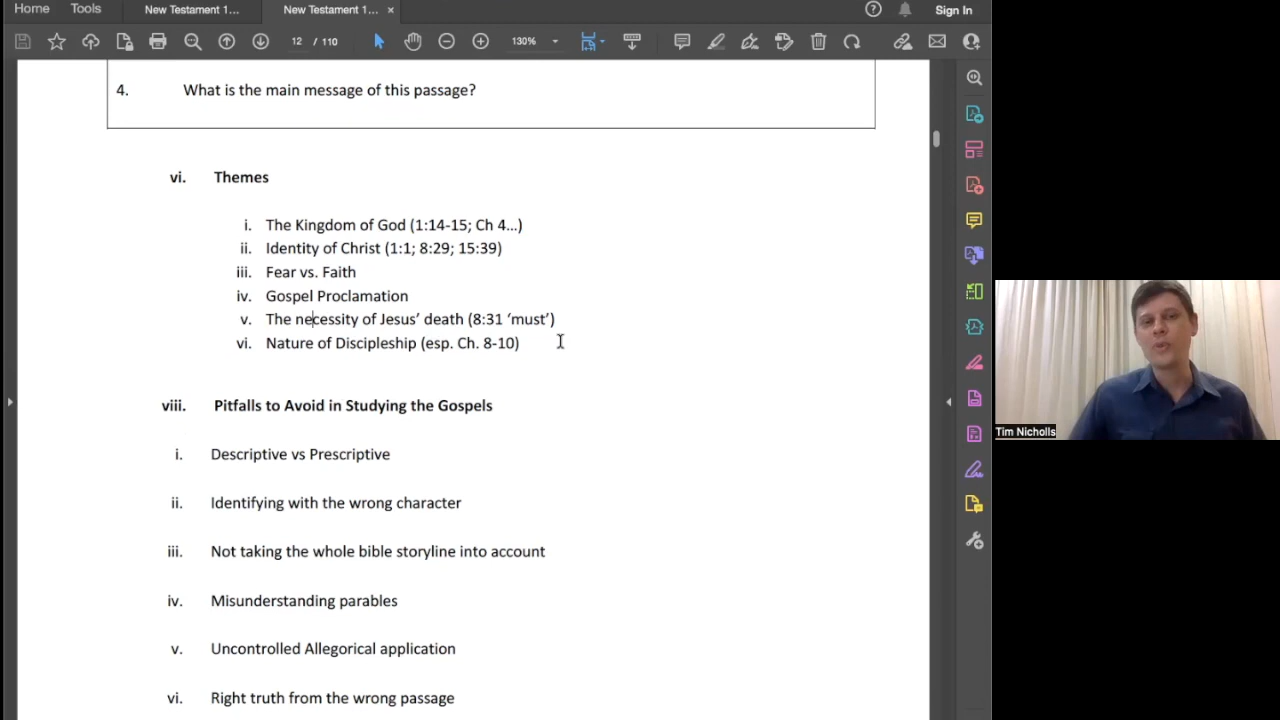 Home Tools New Testament 1... New Testament 1... × Sign In
12 / 110 130%
4. What is the main message of this passage?
vi. Themes
i. The Kingdom of God (1:14-15; Ch 4...)
ii. Identity of Christ (1:1; 8:29; 15:39)
iii. Fear vs. Faith
iv. Gospel Proclamation
v. The necessity of Jesus’ death (8:31 ‘must’)
vi. Nature of Discipleship (esp. Ch. 8-10)
viii. Pitfalls to Avoid in Studying the Gospels
i. Descriptive vs Prescriptive
ii. Identifying with the wrong character
iii. Not taking the whole bible storyline into account
iv. Misunderstanding parables
v. Uncontrolled Allegorical application
vi. Right truth from the wrong passage
Tim Nicholls